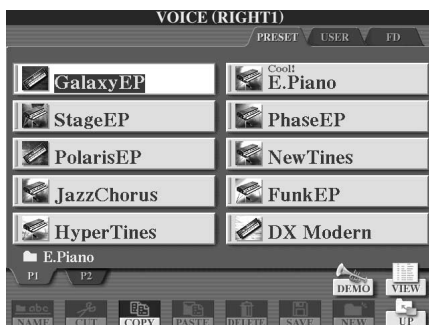 VOICE (RIGHT1)
PRESET USER FD
GalaxyEP
Cool!
E.Piano
StageEP
PhaseEP
PolarisEP
NewTines
JazzChorus
FunkEP
HyperTines
DX Modern
E.Piano
P1 P2
DEMO VIEW
abc
NAME CUT COPY PASTE DELETE SAVE NEW UP